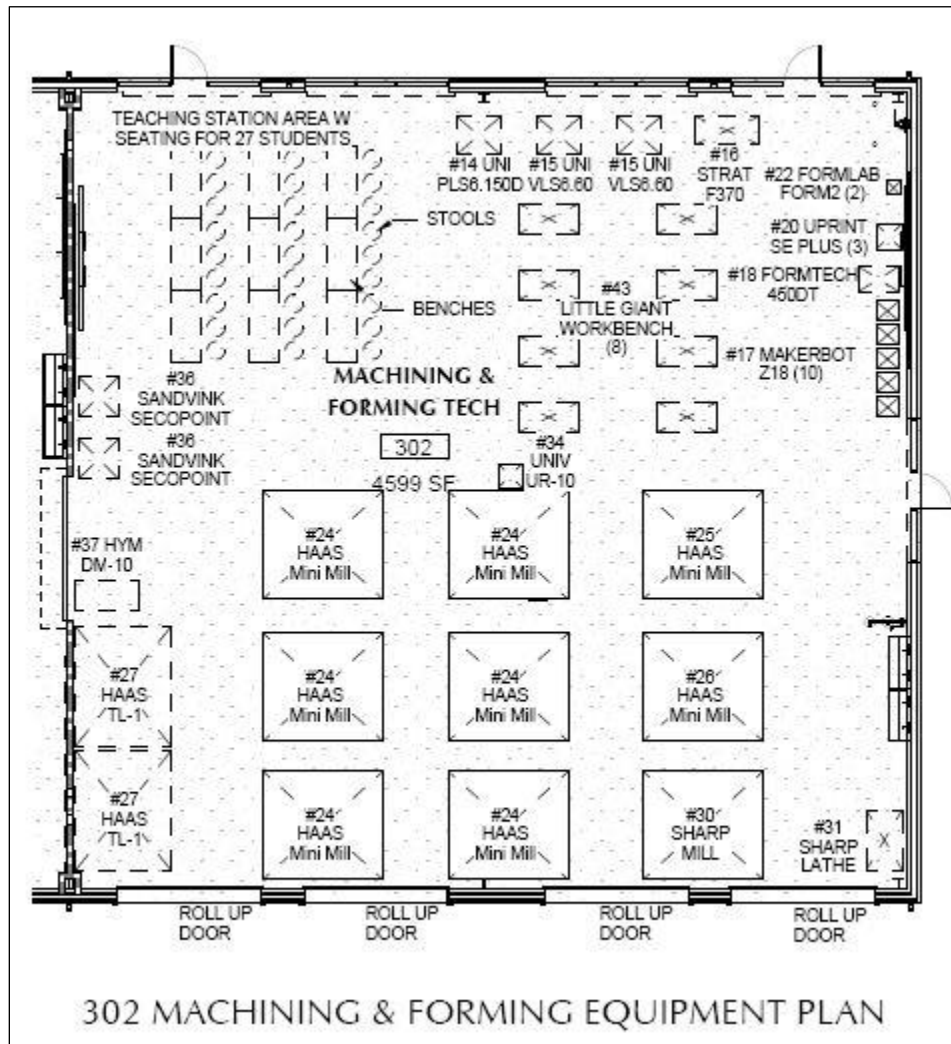 TEACHING STATION AREA W
SEATING FOR 27 STUDENTS
#14 UNI
PLS6.150D
#15 UNI
VLS6.60
#15 UNI
VLS6.60
#16
STRAT
F370
#22 FORMLAB
FORM2 (2)
STOOLS
#20 UPRINT
SE PLUS (3)
#18 FORMTECH
450DT
BENCHES
#43
LITTLE GIANT
WORKBENCH
(8)
#17 MAKERBOT
Z18 (10)
#36
SANDVINK
SECOPOINT
#36
SANDVINK
SECOPOINT
MACHINING &
FORMING TECH
302
4599 SF
#34
UNIV
UR-10
#37 HYM
DM-10
#24
HAAS
Mini Mill
#24
HAAS
Mini Mill
#25
HAAS
Mini Mill
#27
HAAS
TL-1
#24
HAAS
Mini Mill
#24
HAAS
Mini Mill
#26
HAAS
Mini Mill
#27
HAAS
TL-1
#24
HAAS
Mini Mill
#24
HAAS
Mini Mill
#30
SHARP
MILL
#31
SHARP
LATHE
ROLL UP
DOOR
ROLL UP
DOOR
ROLL UP
DOOR
ROLL UP
DOOR
302 MACHINING & FORMING EQUIPMENT PLAN